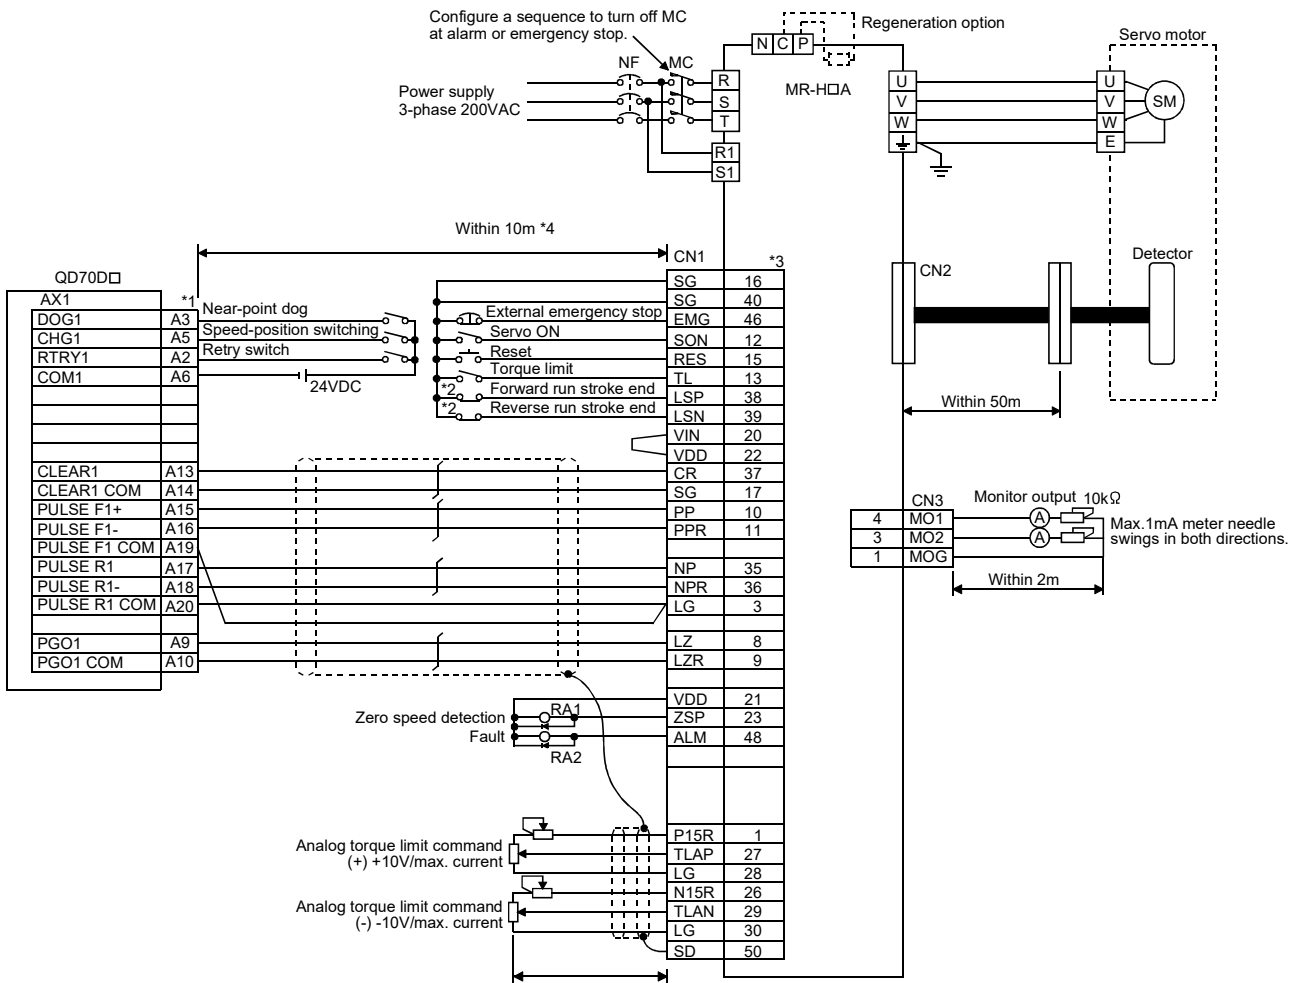 Configure a sequence to turn off MC
at alarm or emergency stop.
NF
MC
Power supply
3-phase 200VAC
R
S
T
R1
S1
N C P
Regeneration option
MR-H□A
Servo motor
U
V
W
U
V
W
E
SM
Within 10m *4
QD70D□
AX1
*1
DOG1 A3 Near-point dog
CHG1 A5 Speed-position switching
RTRY1 A2 Retry switch
COM1 A6
24VDC
CLEAR1 A13
CLEAR1 COM A14
PULSE F1+ A15
PULSE F1- A16
PULSE F1 COM A19
PULSE R1 A17
PULSE R1- A18
PULSE R1 COM A20
PGO1 A9
PGO1 COM A10
CN1
*3
SG 16
SG 40
External emergency stop EMG 46
Servo ON SON 12
Reset RES 15
Torque limit TL 13
*2 Forward run stroke end LSP 38
*2 Reverse run stroke end LSN 39
VIN 20
VDD 22
CR 37
SG 17
PP 10
PPR 11
NP 35
NPR 36
LG 3
LZ 8
LZR 9
VDD 21
Zero speed detection RA1 ZSP 23
Fault ALM 48
RA2
P15R 1
Analog torque limit command
(+) +10V/max. current
TLAP 27
LG 28
N15R 26
Analog torque limit command
(-) -10V/max. current
TLAN 29
LG 30
SD 50
CN2
Detector
Within 50m
CN3
Monitor output 10kΩ
4 MO1 A
3 MO2 A
1 MOG
Max.1mA meter needle
swings in both directions.
Within 2m